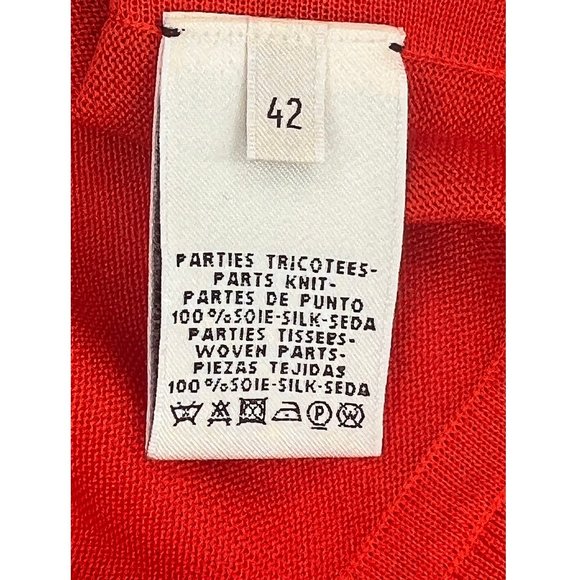 42
PARTIES TRICOTEES-
PARTS KNIT-
PARTES DE PUNTO
100%SOIE-SILK-SEDA
PARTIES TISSEES-
WOVEN PARTS-
PIEZAS TEJIDAS
100%SOIE-SILK-SEDA
P W